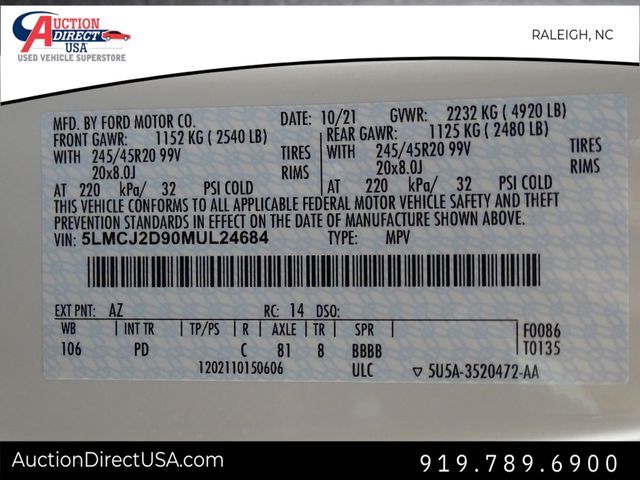 AUCTION
DIRECT
USA
USED VEHICLE SUPERSTORE
RALEIGH, NC
MFD. BY FORD MOTOR CO. DATE: 10/21 GVWR: 2232 KG (4920 LB)
FRONT GAWR: 1152 KG (2540 LB) REAR GAWR: 1125 KG (2480 LB)
WITH 245/45R20 99V TIRES WITH 245/45R20 99V TIRES
20x8.0J RIMS 20x8.0J RIMS
AT 220 kPa/ 32 PSI COLD AT 220 kPa/ 32 PSI COLD
THIS VEHICLE CONFORMS TO ALL APPLICABLE FEDERAL MOTOR VEHICLE SAFETY AND THEFT
PREVENTION STANDARDS IN EFFECT ON THE DATE OF MANUFACTURE SHOWN ABOVE.
VIN: 5LMCJ2D90MUL24684 TYPE: MPV
EXT PNT: AZ RC: 14 DSO:
WB INT TR TP/PS R AXLE TR SPR F0086
106 PD C 81 8 BBBB T0135
1202110150606 ULC ▽ 5U5A-3520472-AA
AuctionDirectUSA.com 919.789.6900